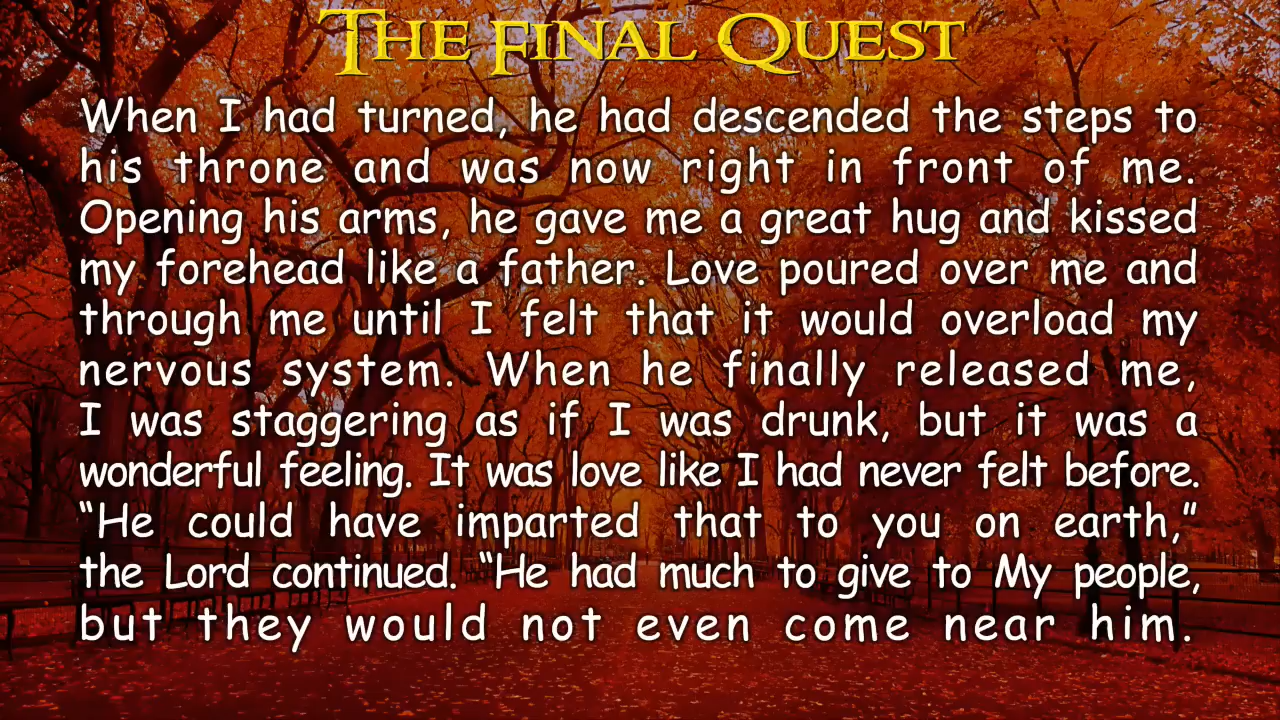 The Final Quest
When I had turned, he had descended the steps to
his throne and was now right in front of me.
Opening his arms, he gave me a great hug and kissed
my forehead like a father. Love poured over me and
through me until I felt that it would overload my
nervous system. When he finally released me,
I was staggering as if I was drunk, but it was a
wonderful feeling. It was love like I had never felt before.
“He could have imparted that to you on earth,”
the Lord continued. “He had much to give to My people,
but they would not even come near him.